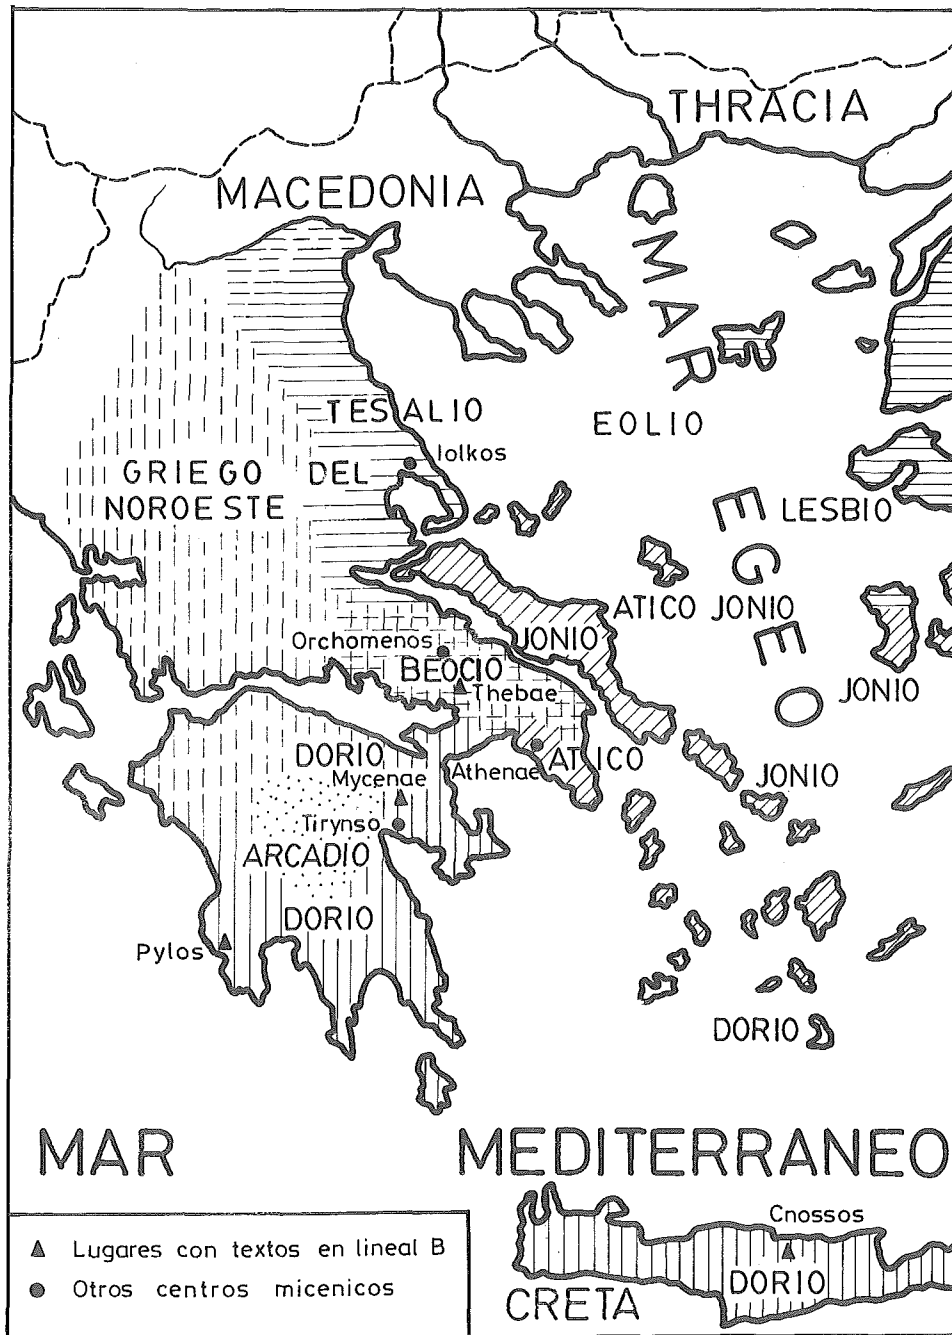 THRACIA
MACEDONIA
MAR
TESALIO
EOLIO
Iolkos
GRIEGO DEL
NOROESTE
EGEO
LESBIO
ATICO JONIO
Orchomenos
JONIO
BEOCIO
Thebae
JONIO
DORIO
Athenae
ATICO
Mycenae
JONIO
Tirynso
ARCADIO
DORIO
Pylos
DORIO
MAR MEDITERRANEO
Cnossos
DORIO
CRETA
Lugares con textos en lineal B
Otros centros micenicos